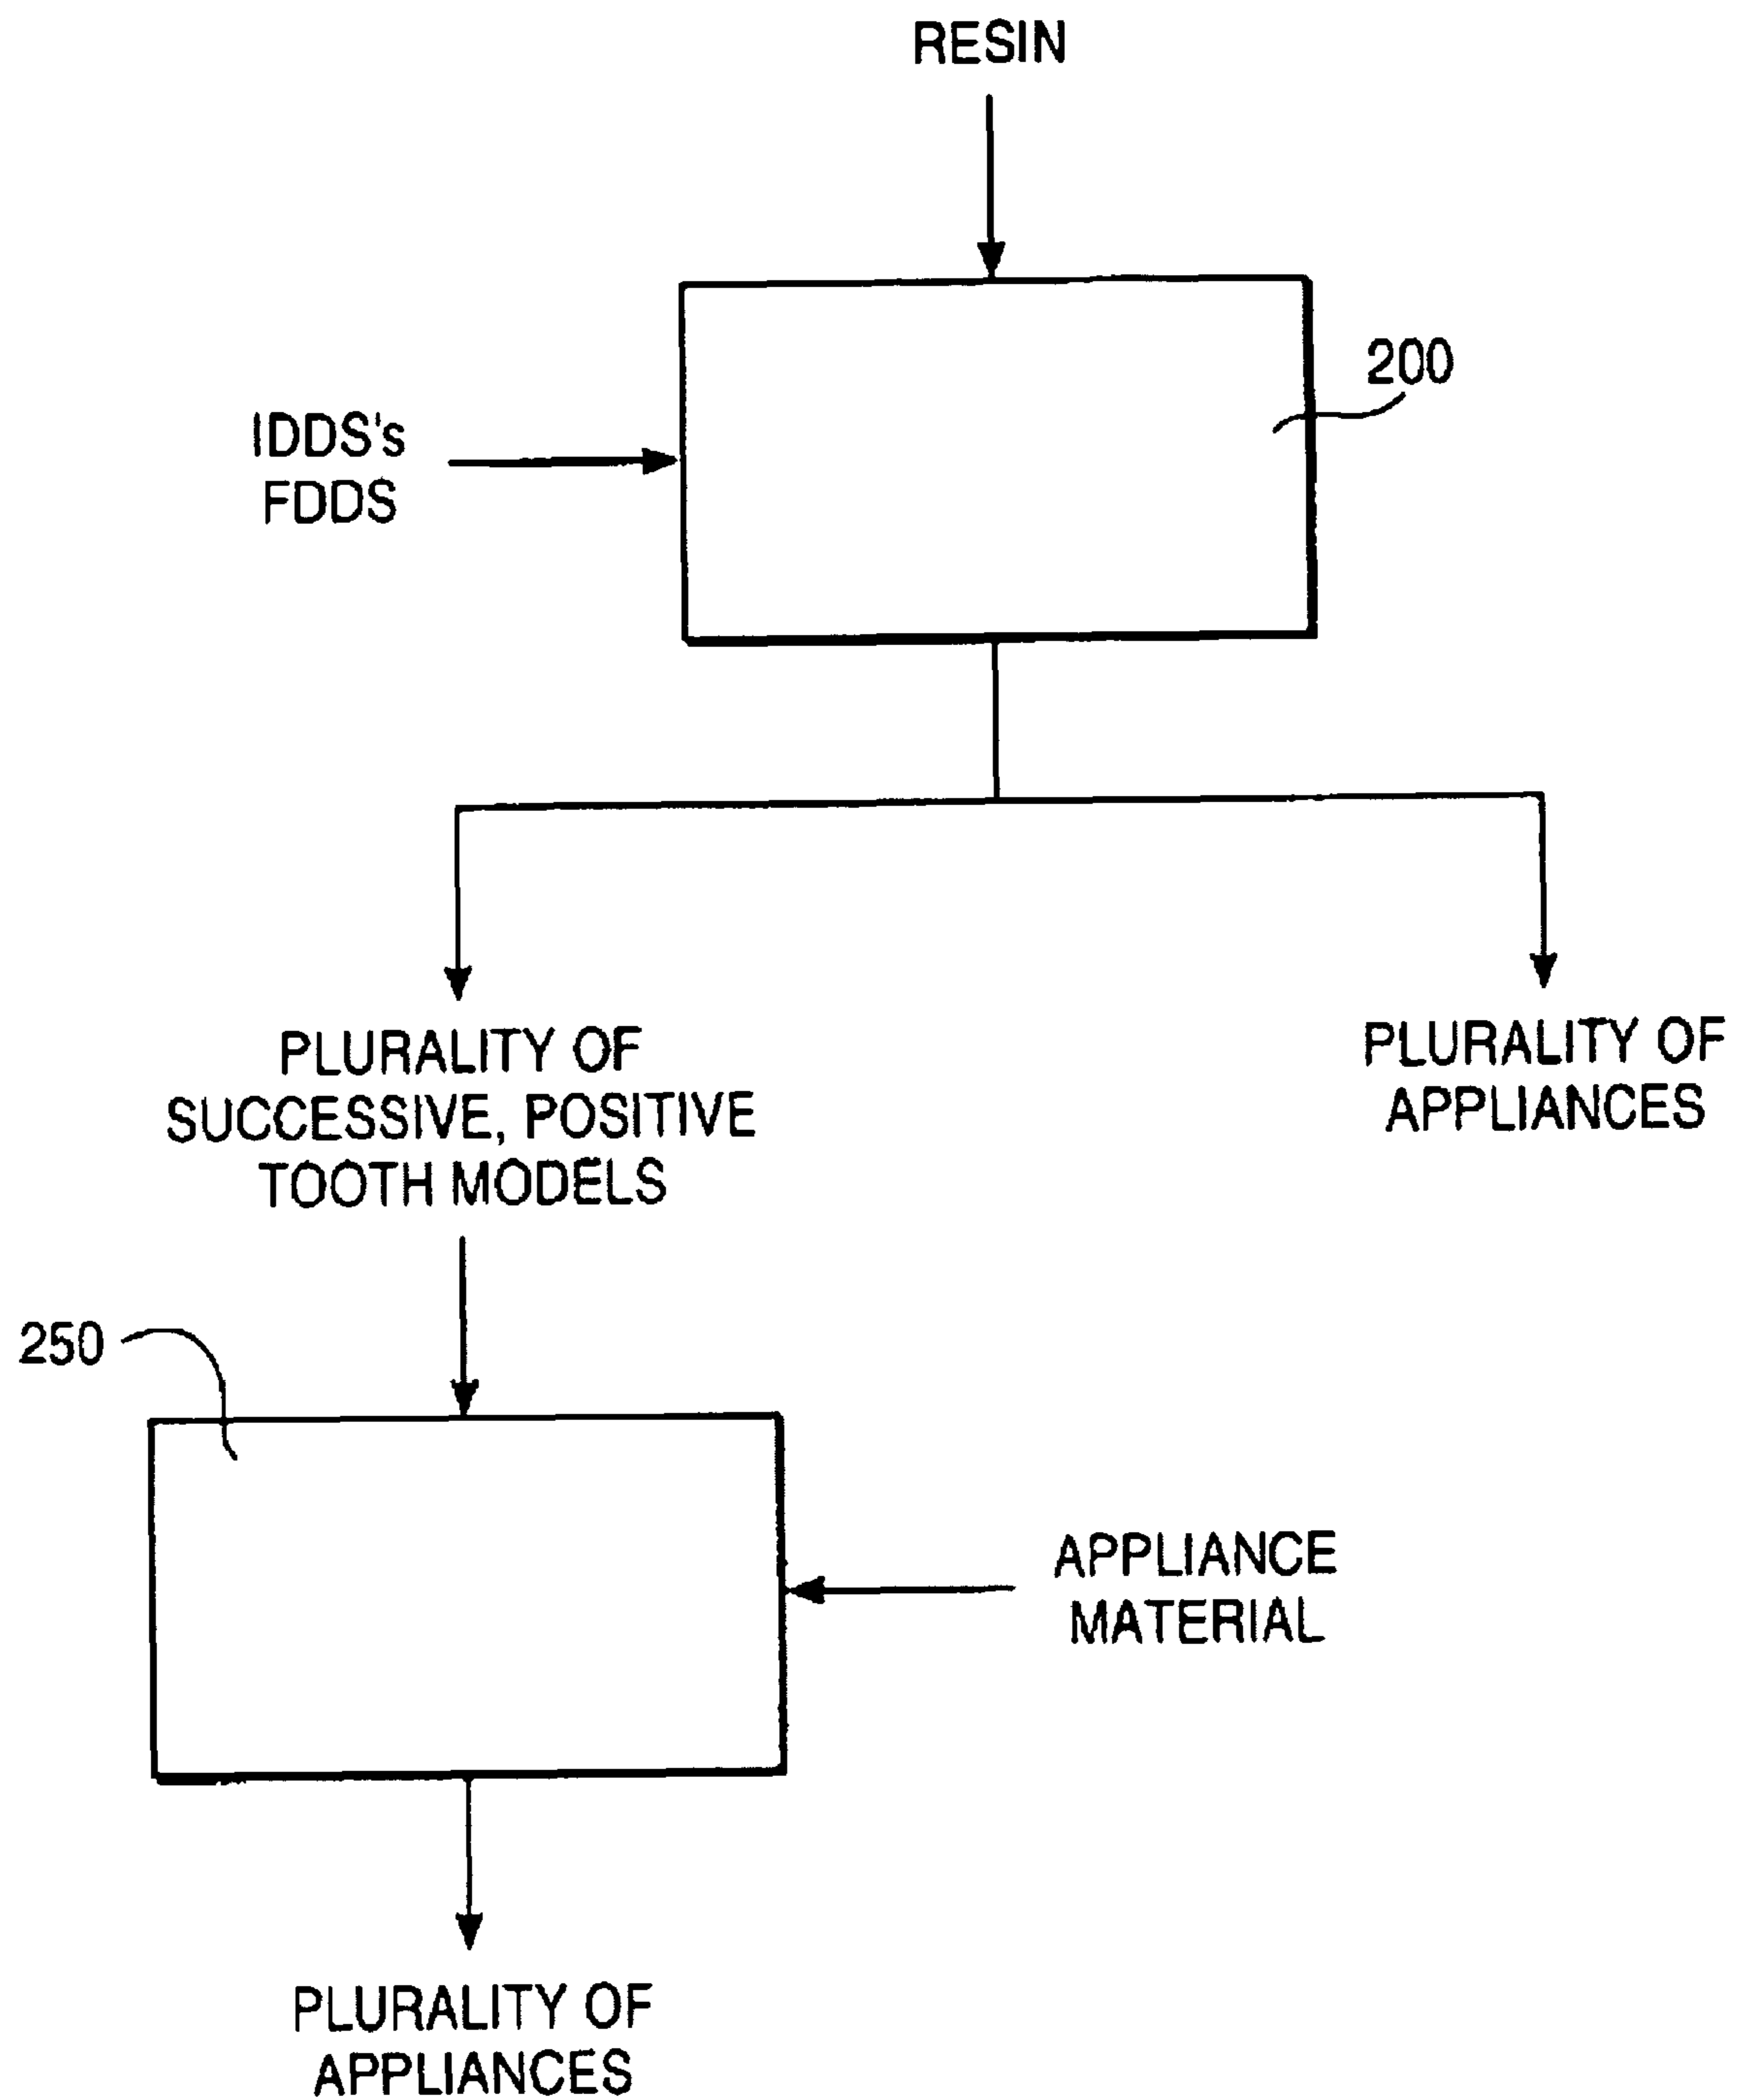 RESIN
200
IDDS's
FDDS
PLURALITY OF
SUCCESSIVE, POSITIVE
TOOTH MODELS
PLURALITY OF
APPLIANCES
250
APPLIANCE
MATERIAL
PLURALITY OF
APPLIANCES